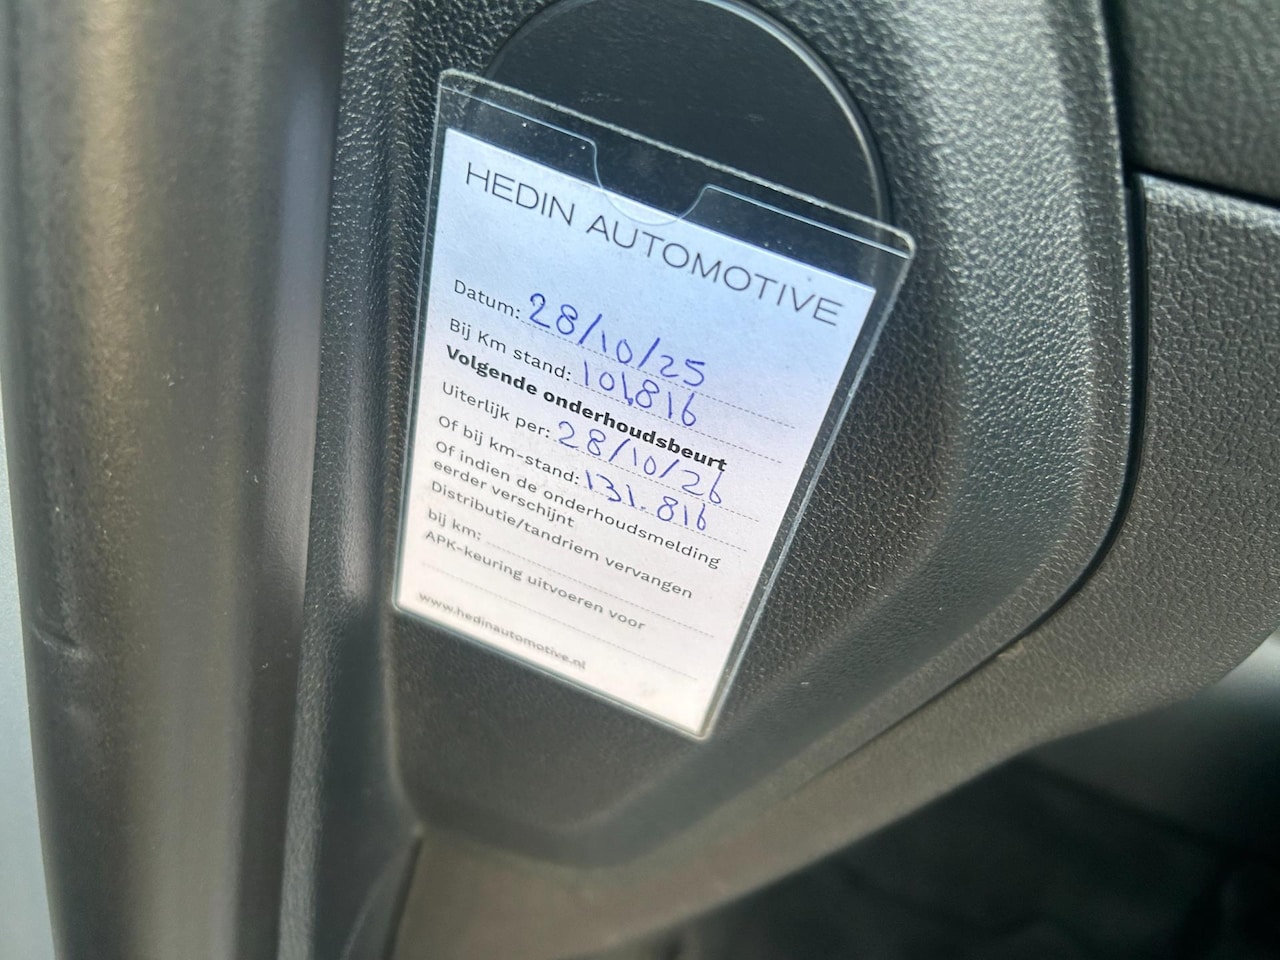 HEDIN AUTOMOTIVE
Datum: 28/10/25
Bij Km stand: 101,816
Volgende onderhoudsbeurt
Uiterlijk per: 28/10/26
Of bij km-stand: 131.816
Of indien de onderhoudsmelding
eerder verschijnt
Distributie/tandriem vervangen
bij km:
APK-keuring uitvoeren voor
www.hedinautomotive.nl